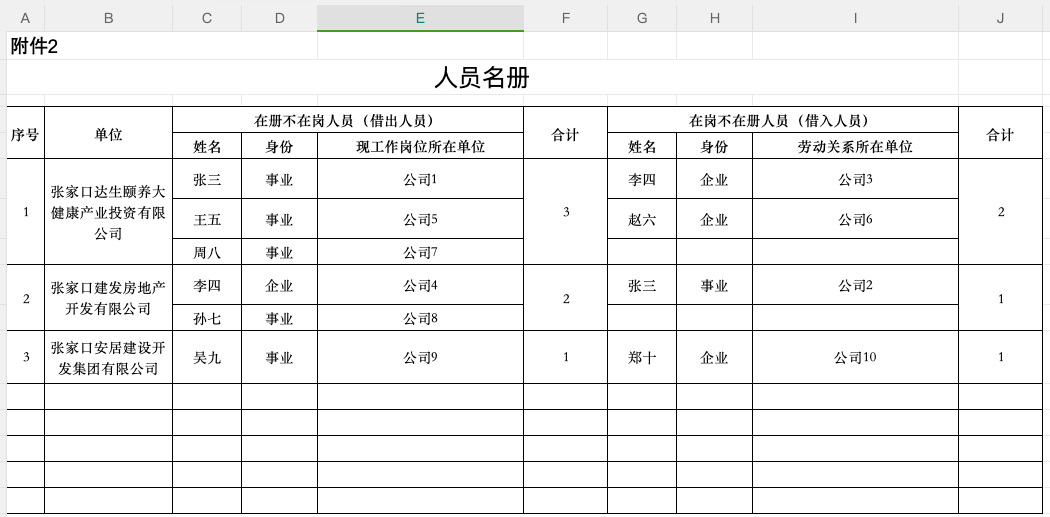 A B C D E F G H I J
附件2
人员名册
序号 单位 在册不在岗人员（借出人员） 合计 在岗不在册人员（借入人员） 合计
姓名 身份 现工作岗位所在单位 姓名 身份 劳动关系所在单位
1 张家口达生颐养大健康产业投资有限公司 张三 事业 公司1 3 李四 企业 公司3 2
王五 事业 公司5 赵六 企业 公司6
周八 事业 公司7
2 张家口建发房地产开发有限公司 李四 企业 公司4 2 张三 事业 公司2 1
孙七 事业 公司8
3 张家口安居建设开发集团有限公司 吴九 事业 公司9 1 郑十 企业 公司10 1